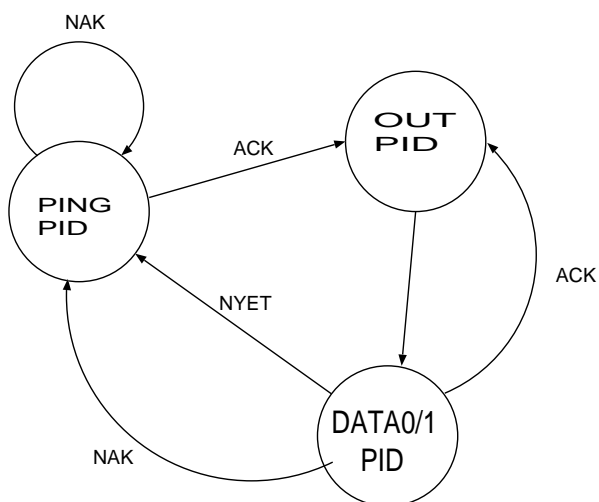 NAK
OUT
PID
ACK
PING
PID
ACK
NYET
DATA0/1
PID
NAK